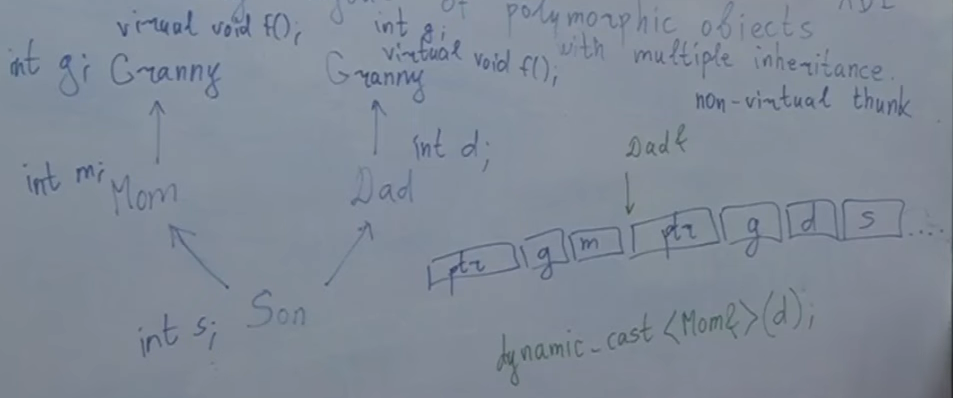 of polymorphic objects
with multiple inheritance.
non-virtual thunk
virtual void f();
int g; Granny
int g;
virtual void f();
Granny
int m; Mom
int d;
Dad
int s; Son
Dad&
ptr g m ptr g d s ....
dynamic_cast <Mom&>(d);